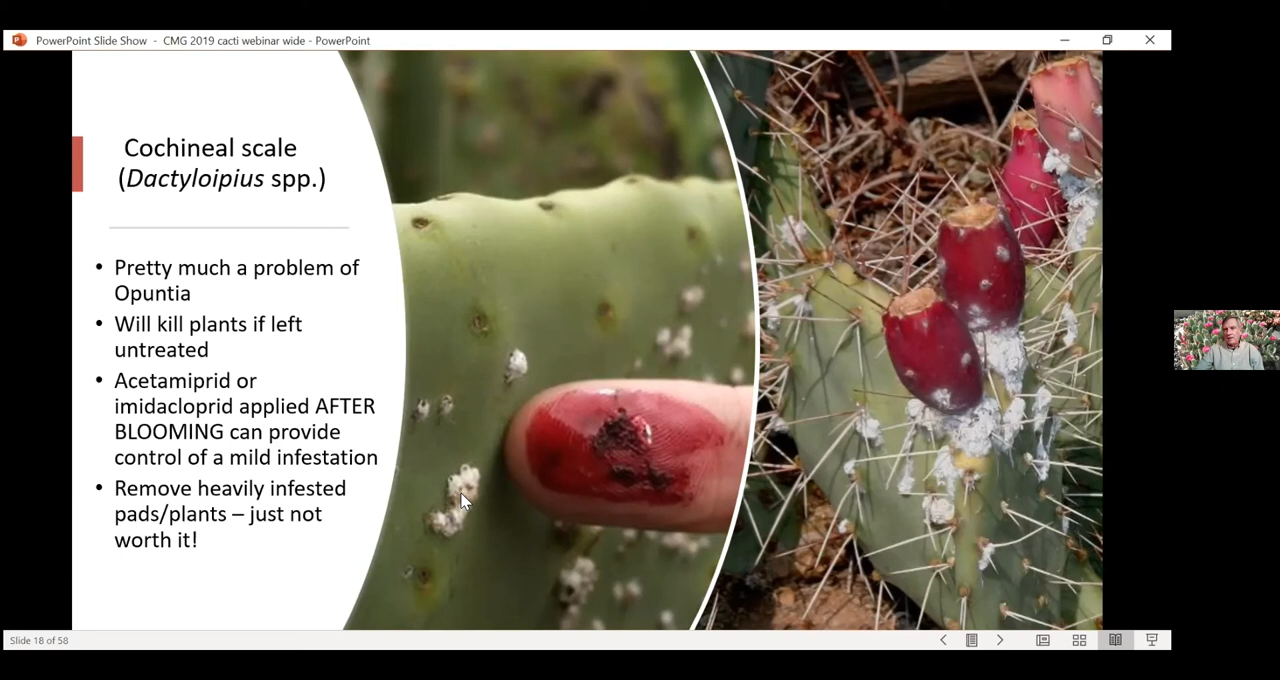 PowerPoint Slide Show - CMG 2019 cacti webinar wide - PowerPoint
Cochineal scale
(Dactyloipius spp.)
• Pretty much a problem of
Opuntia
• Will kill plants if left
untreated
• Acetamiprid or
imidacloprid applied AFTER
BLOOMING can provide
control of a mild infestation
• Remove heavily infested
pads/plants – just not
worth it!
Slide 18 of 58